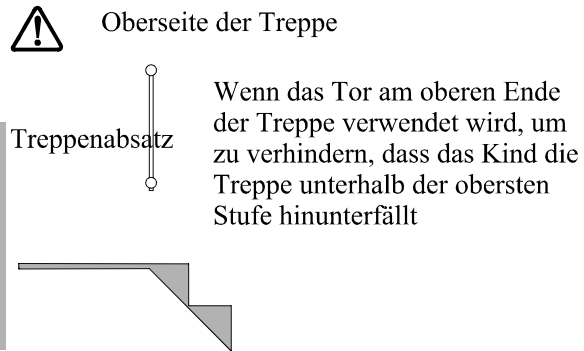 Oberseite der Treppe
Treppenabsatz
Wenn das Tor am oberen Ende
der Treppe verwendet wird, um
zu verhindern, dass das Kind die
Treppe unterhalb der obersten
Stufe hinunterfällt